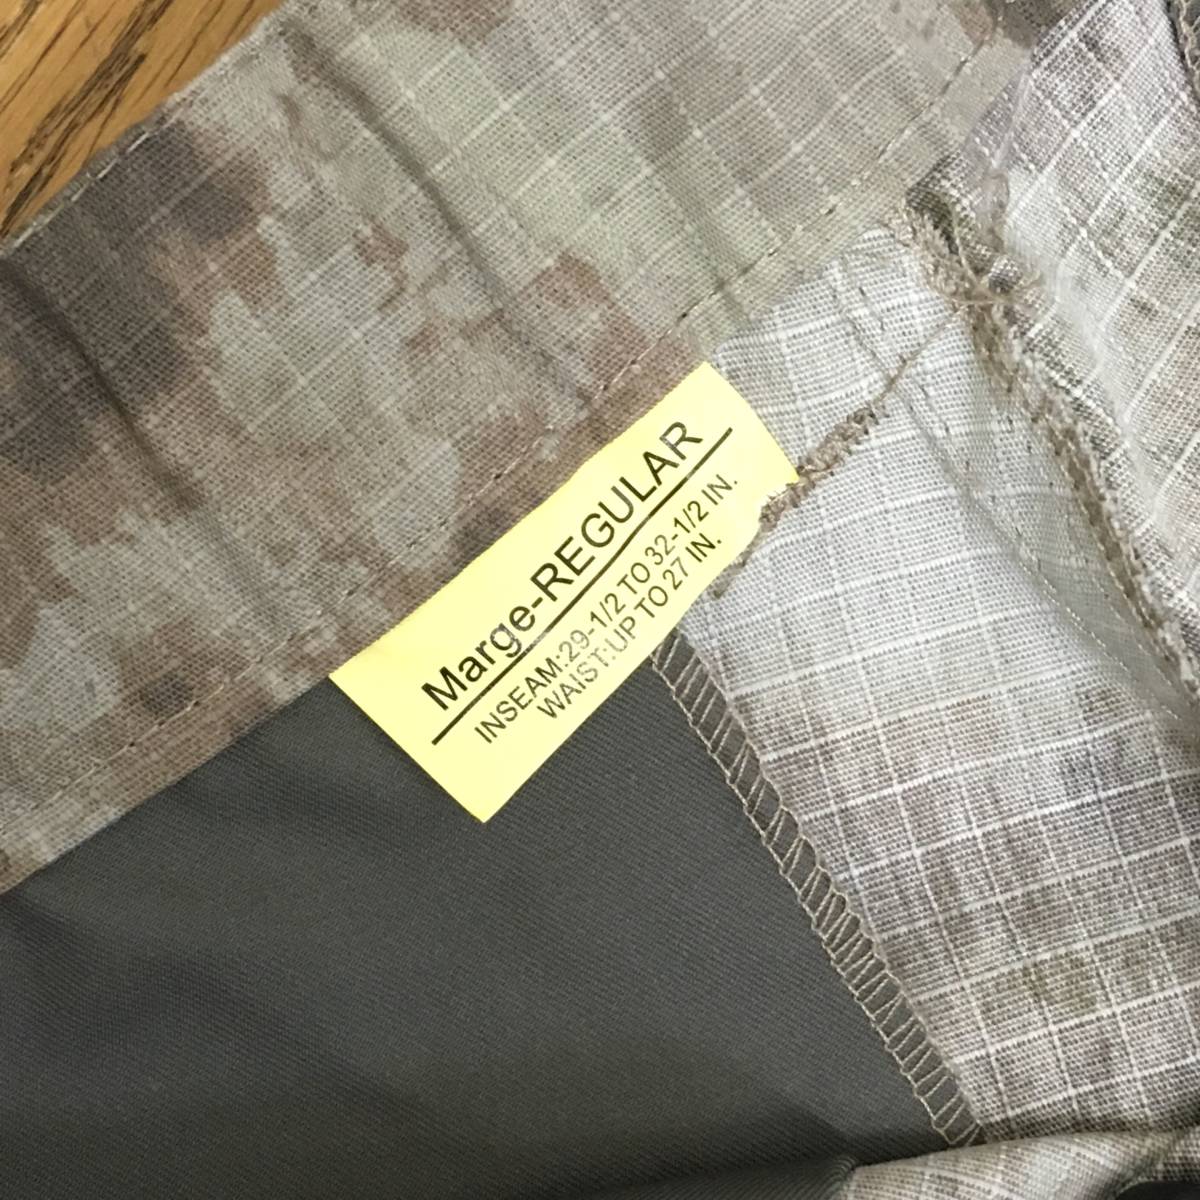 Marge-REGULAR
INSEAM:29-1/2 TO 32-1/2 IN.
WAIST:UP TO 27 IN.